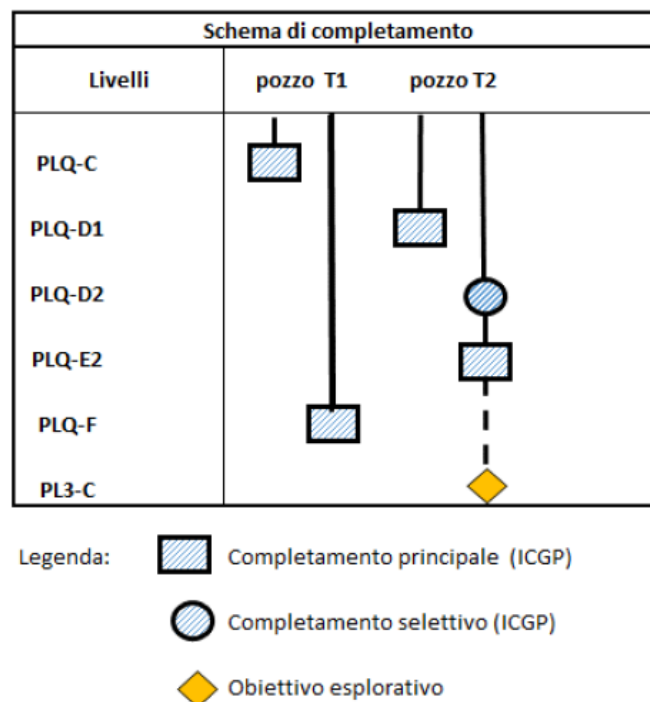 Schema di completamento
Livelli pozzo T1 pozzo T2
PLQ-C
PLQ-D1
PLQ-D2
PLQ-E2
PLQ-F
PL3-C
Legenda: Completamento principale (ICGP)
Completamento selettivo (ICGP)
Obiettivo esplorativo